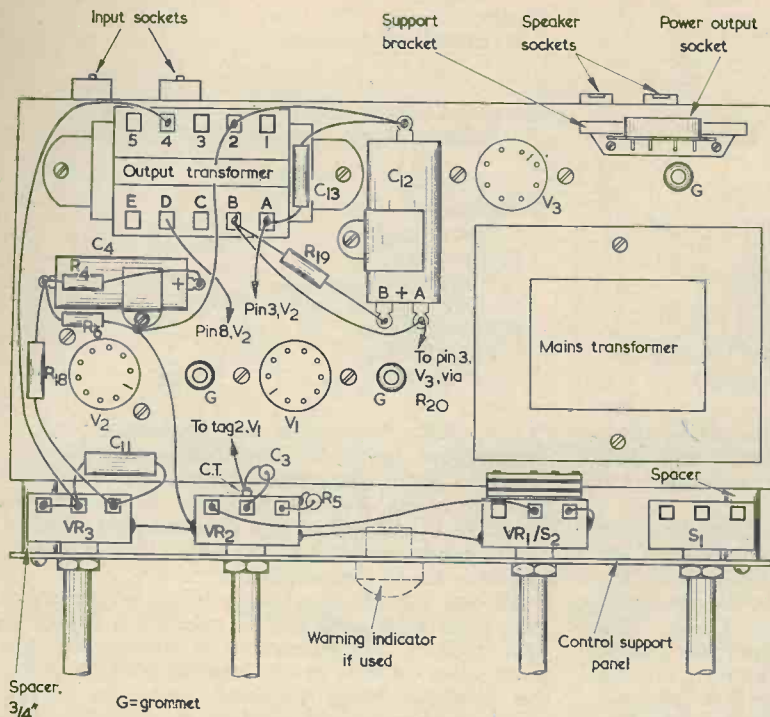 Input sockets
Support bracket
Speaker sockets
Power output socket
5 4 3 2 1
Output transformer
E D C B A
C13
C12
V3
G
C4
R4
+
R19
B + A
R6
Pin 8, V2
Pin 3, V2
To pin 3,
V3, via
R20
Mains transformer
R18
V2
G
V1
G
To tag 2, V1
C11
C.T.
C3
R5
Spacer
VR3
VR2
VR1/S2
S1
Warning indicator
if used
Control support
panel
Spacer,
3/4"
G=grommet